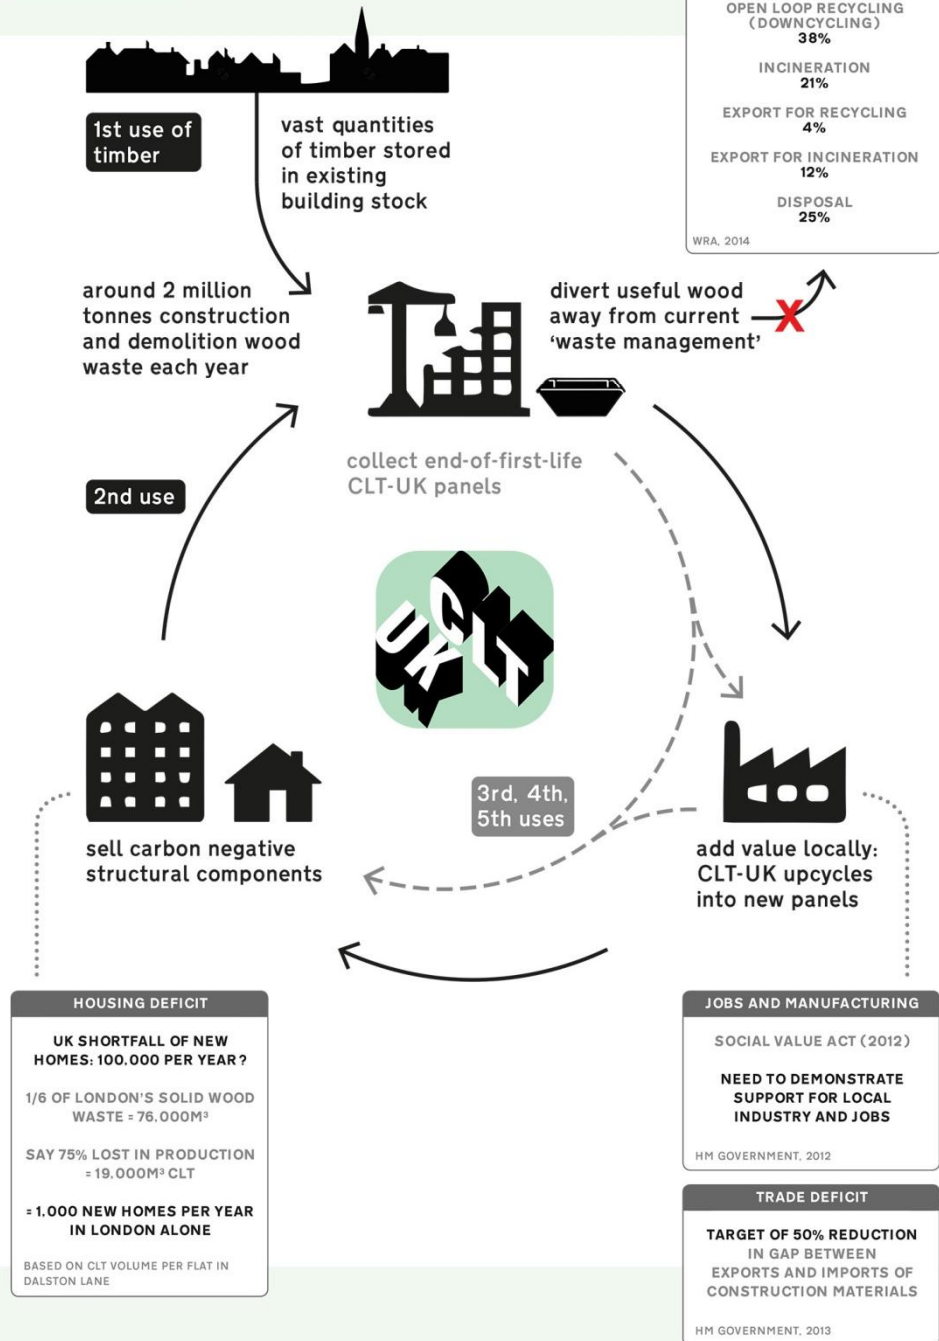 OPEN LOOP RECYCLING
(DOWNCYCLING)
38%
INCINERATION
21%
EXPORT FOR RECYCLING
4%
EXPORT FOR INCINERATION
12%
DISPOSAL
25%
WRA, 2014
1st use of
timber
vast quantities
of timber stored
in existing
building stock
around 2 million
tonnes construction
and demolition wood
waste each year
divert useful wood
away from current
‘waste management’
X
collect end-of-first-life
CLT-UK panels
2nd use
CLT
UK
3rd, 4th,
5th uses
sell carbon negative
structural components
add value locally:
CLT-UK upcycles
into new panels
HOUSING DEFICIT
UK SHORTFALL OF NEW
HOMES: 100,000 PER YEAR?
1/6 OF LONDON'S SOLID WOOD
WASTE = 76,000M³
SAY 75% LOST IN PRODUCTION
= 19,000M³ CLT
= 1,000 NEW HOMES PER YEAR
IN LONDON ALONE
BASED ON CLT VOLUME PER FLAT IN
DALSTON LANE
JOBS AND MANUFACTURING
SOCIAL VALUE ACT (2012)
NEED TO DEMONSTRATE
SUPPORT FOR LOCAL
INDUSTRY AND JOBS
HM GOVERNMENT, 2012
TRADE DEFICIT
TARGET OF 50% REDUCTION
IN GAP BETWEEN
EXPORTS AND IMPORTS OF
CONSTRUCTION MATERIALS
HM GOVERNMENT, 2013